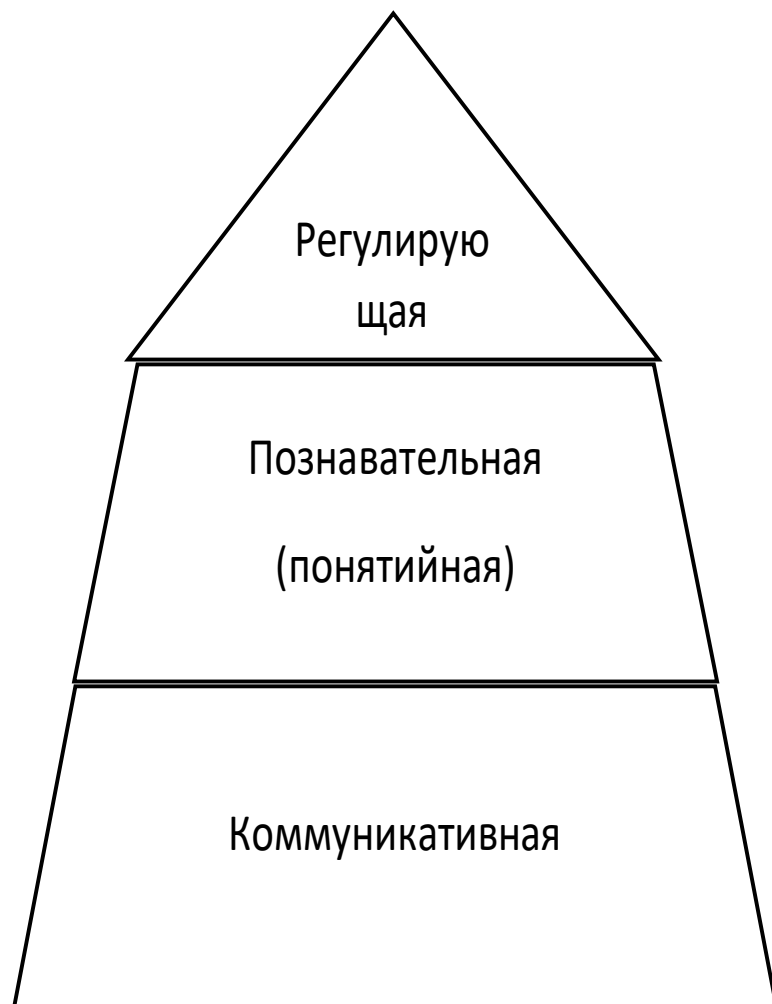 Регулирую
щая
Познавательная
(понятийная)
Коммуникативная